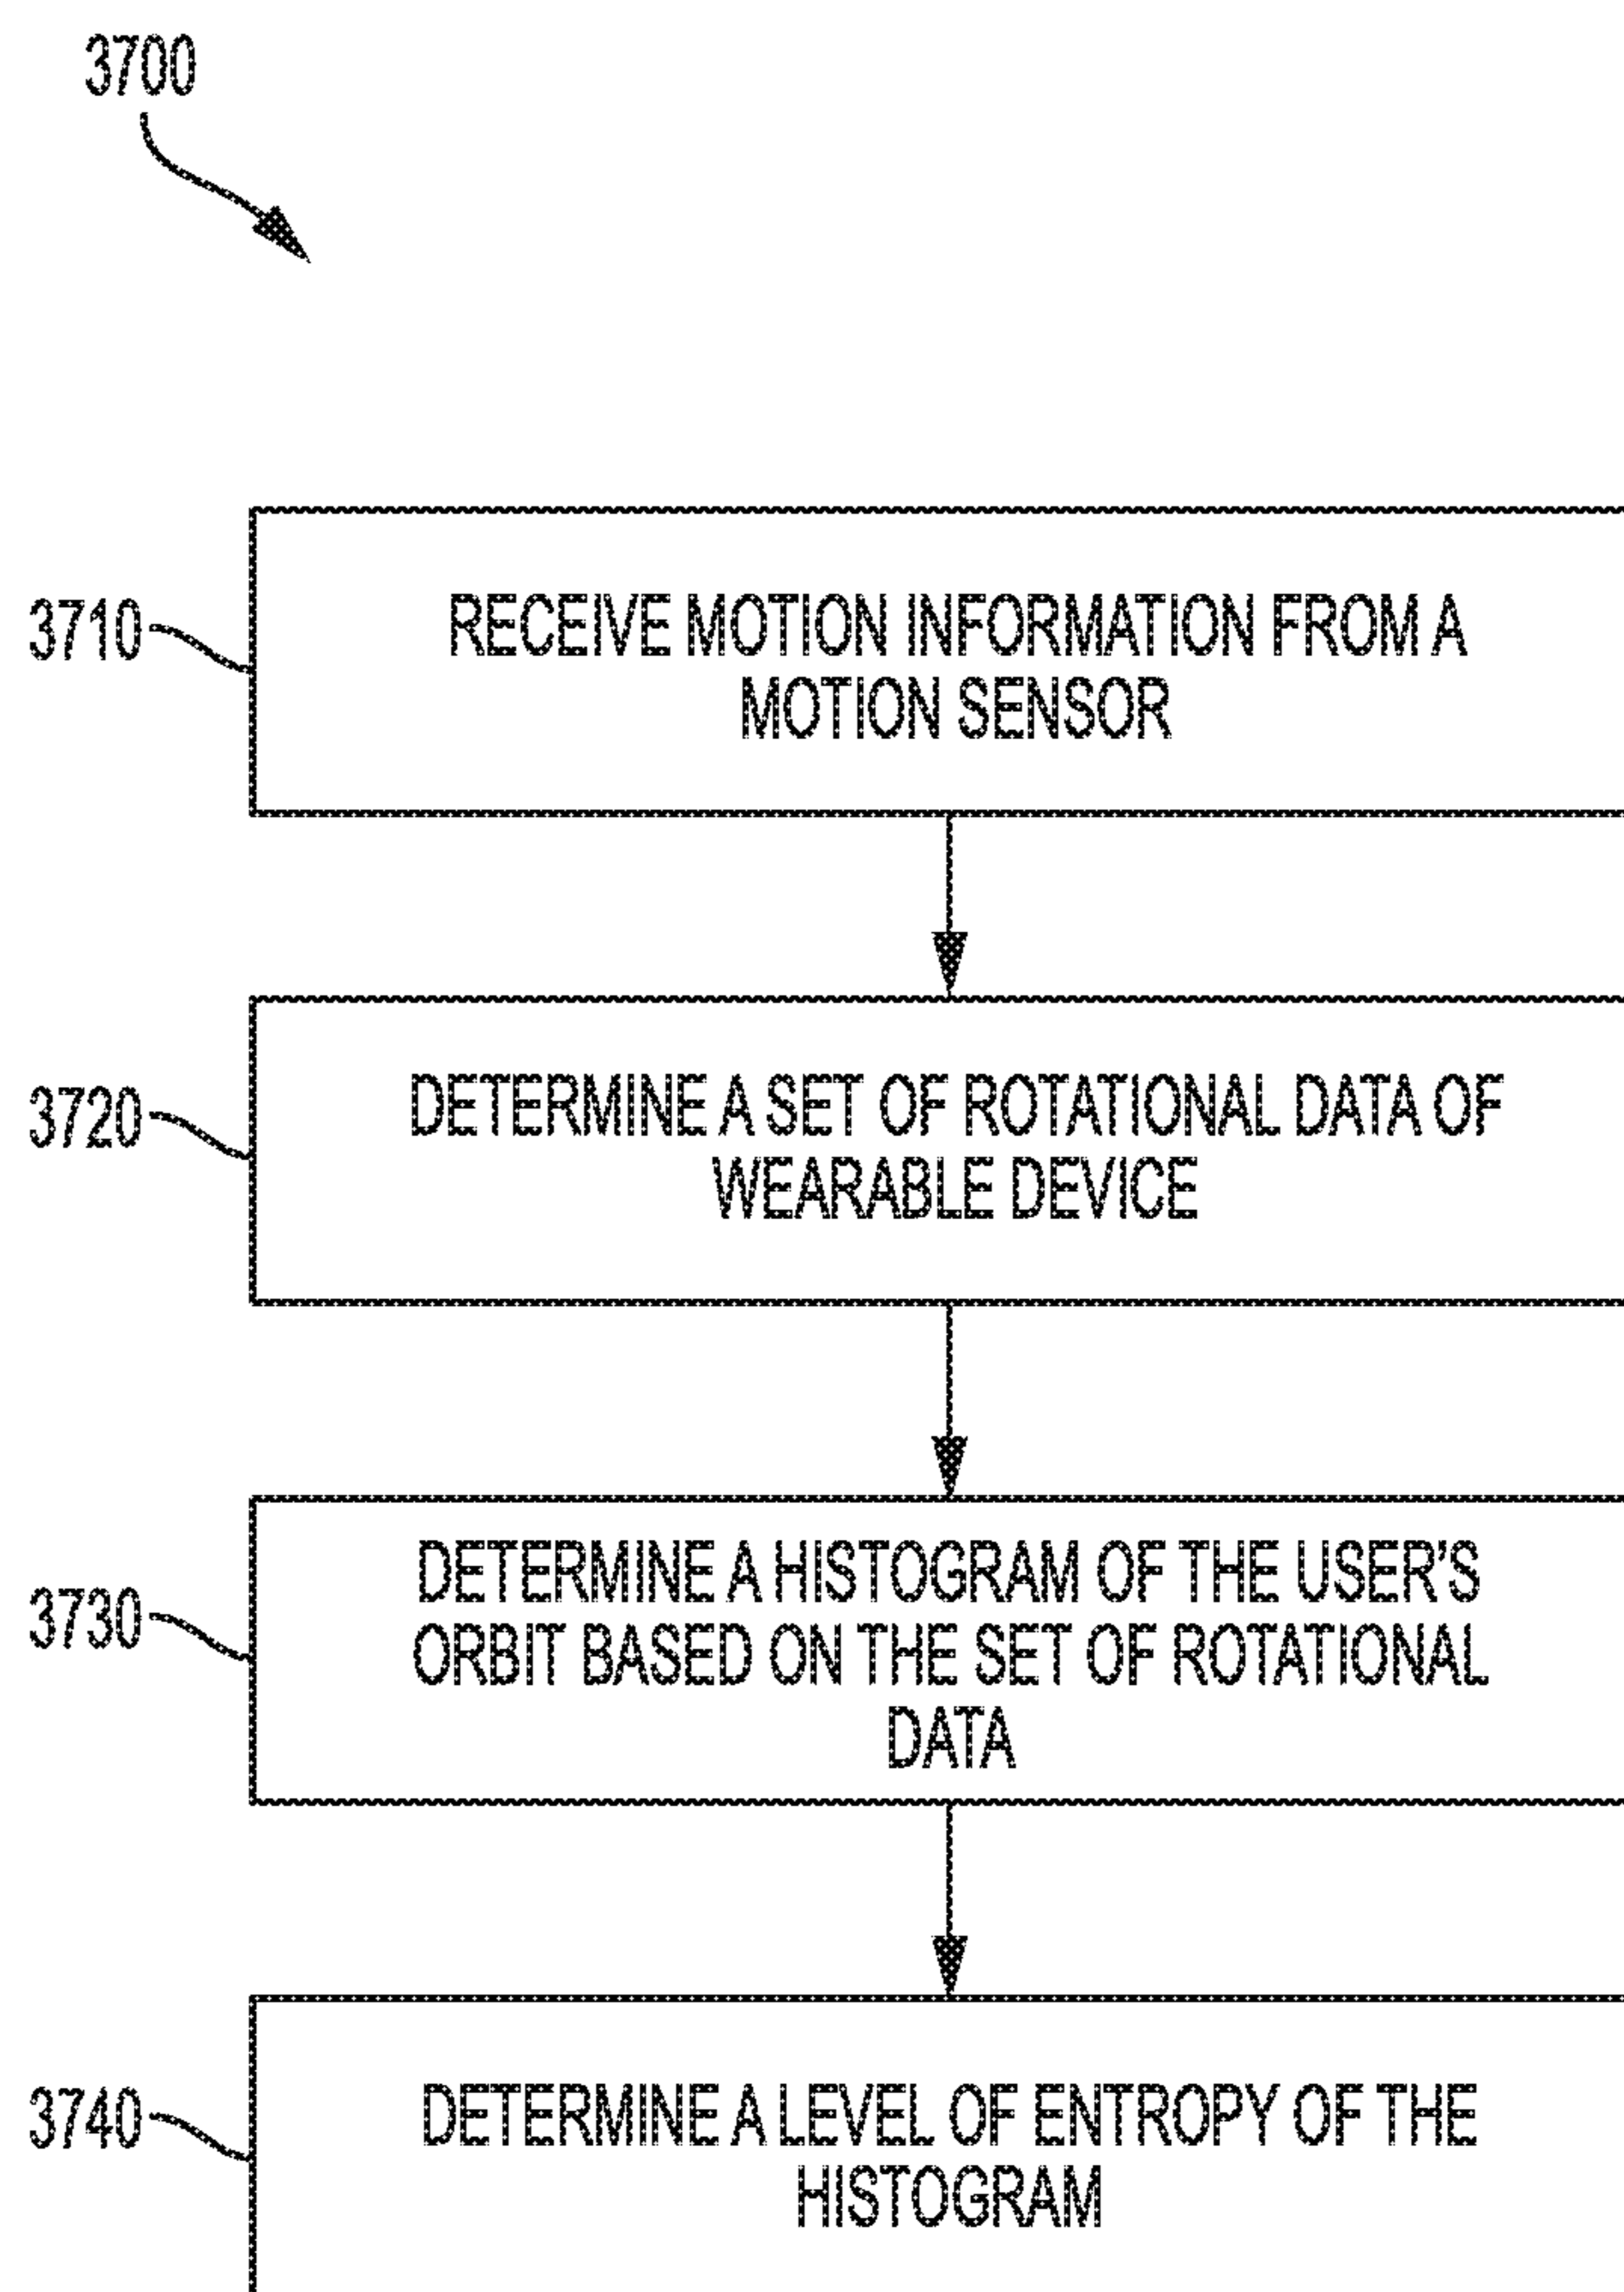 3700
3710
RECEIVE MOTION INFORMATION FROM A
MOTION SENSOR
3720
DETERMINE A SET OF ROTATIONAL DATA OF
WEARABLE DEVICE
3730
DETERMINE A HISTOGRAM OF THE USER'S
ORBIT BASED ON THE SET OF ROTATIONAL
DATA
3740
DETERMINE A LEVEL OF ENTROPY OF THE
HISTOGRAM